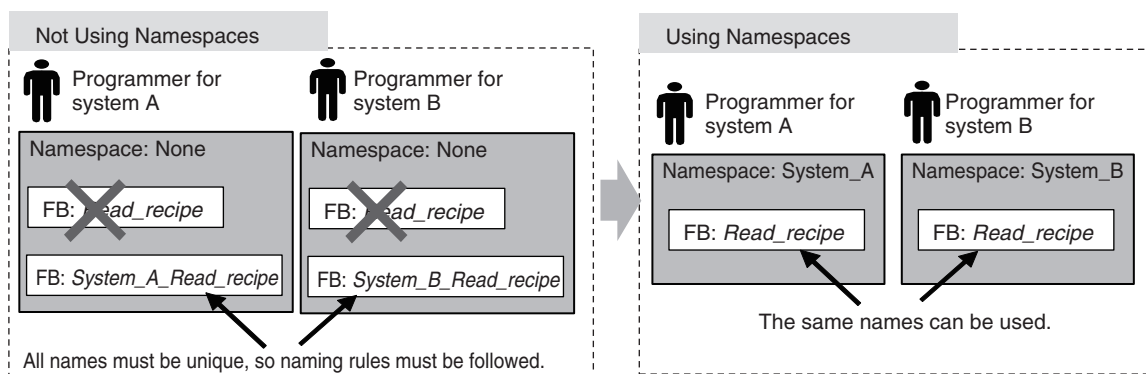 Not Using Namespaces
Programmer for
system A
Programmer for
system B
Namespace: None
Namespace: None
FB: Read_recipe
FB: Read_recipe
FB: System_A_Read_recipe
FB: System_B_Read_recipe
All names must be unique, so naming rules must be followed.
Using Namespaces
Programmer for
system A
Programmer for
system B
Namespace: System_A
Namespace: System_B
FB: Read_recipe
FB: Read_recipe
The same names can be used.